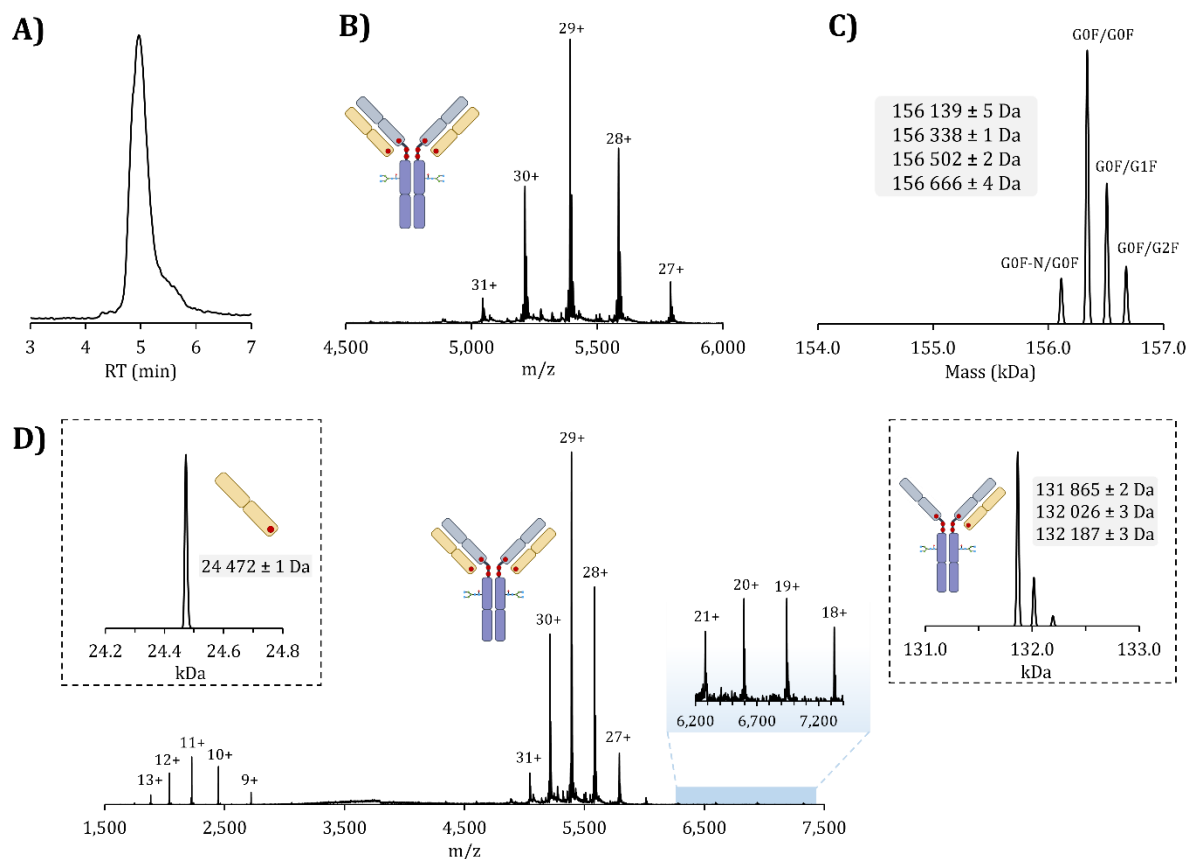 A)
3 4 5 6 7
RT (min)
B)
29+
28+
30+
31+
27+
4,500 5,000 5,500 6,000
m/z
C)
G0F/G0F
156 139 ± 5 Da
156 338 ± 1 Da
156 502 ± 2 Da
156 666 ± 4 Da
G0F/G1F
G0F-N/G0F
G0F/G2F
154.0 155.0 156.0 157.0
Mass (kDa)
D)
24 472 ± 1 Da
24.2 24.4 24.6 24.8
kDa
29+
28+
30+
31+
27+
13+
12+
11+
10+
9+
21+
20+
19+
18+
6,200 6,700 7,200
131 865 ± 2 Da
132 026 ± 3 Da
132 187 ± 3 Da
131.0 132.0 133.0
kDa
1,500 2,500 3,500 4,500 5,500 6,500 7,500
m/z